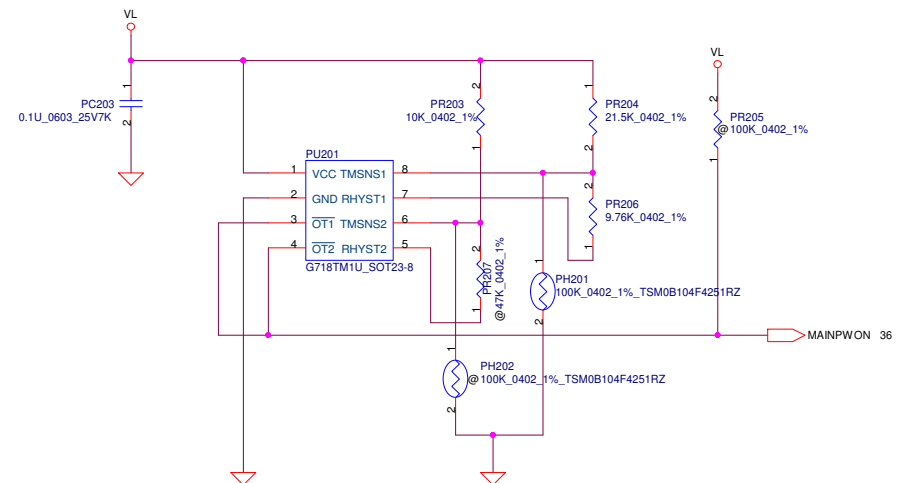 VL
VL
PC203
0.1U_0603_25V7K
1
2
PR203
10K_0402_1%
2
1
PR204
21.5K_0402_1%
1
2
PR205
@100K_0402_1%
2
1
PU201
1 VCC TMSNS1 8
2 GND RHYST1 7
3 OT1 TMSNS2 6
4 OT2 RHYST2 5
G718TM1U_SOT23-8
PR206
9.76K_0402_1%
2
1
PR207
@47K_0402_1%
2
1
PH201
100K_0402_1%_TSM0B104F4251RZ
1
2
MAINPWON 36
PH202
@100K_0402_1%_TSM0B104F4251RZ
1
2